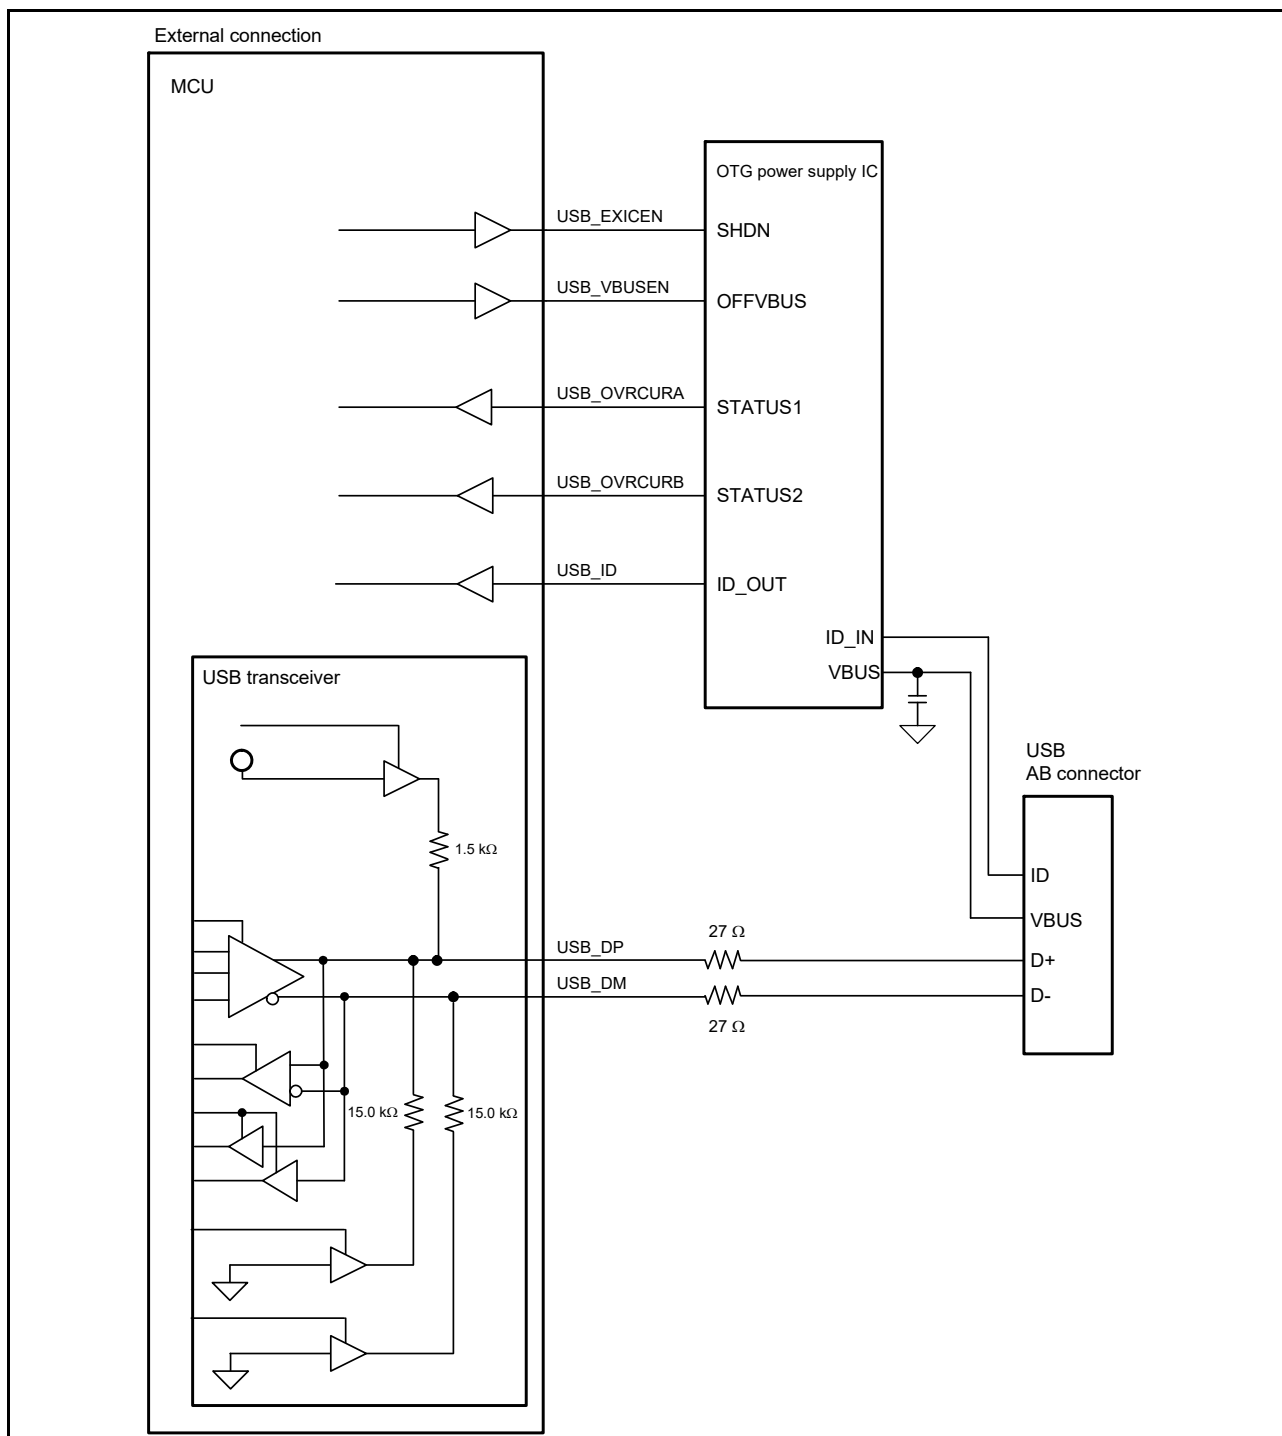 External connection
MCU
OTG power supply IC
USB_EXICEN
SHDN
USB_VBUSEN
OFFVBUS
USB_OVRCURA
STATUS1
USB_OVRCURB
STATUS2
USB_ID
ID_OUT
ID_IN
VBUS
USB transceiver
USB
AB connector
1.5 kΩ
ID
VBUS
27 Ω
USB_DP
D+
USB_DM
D-
27 Ω
15.0 kΩ
15.0 kΩ